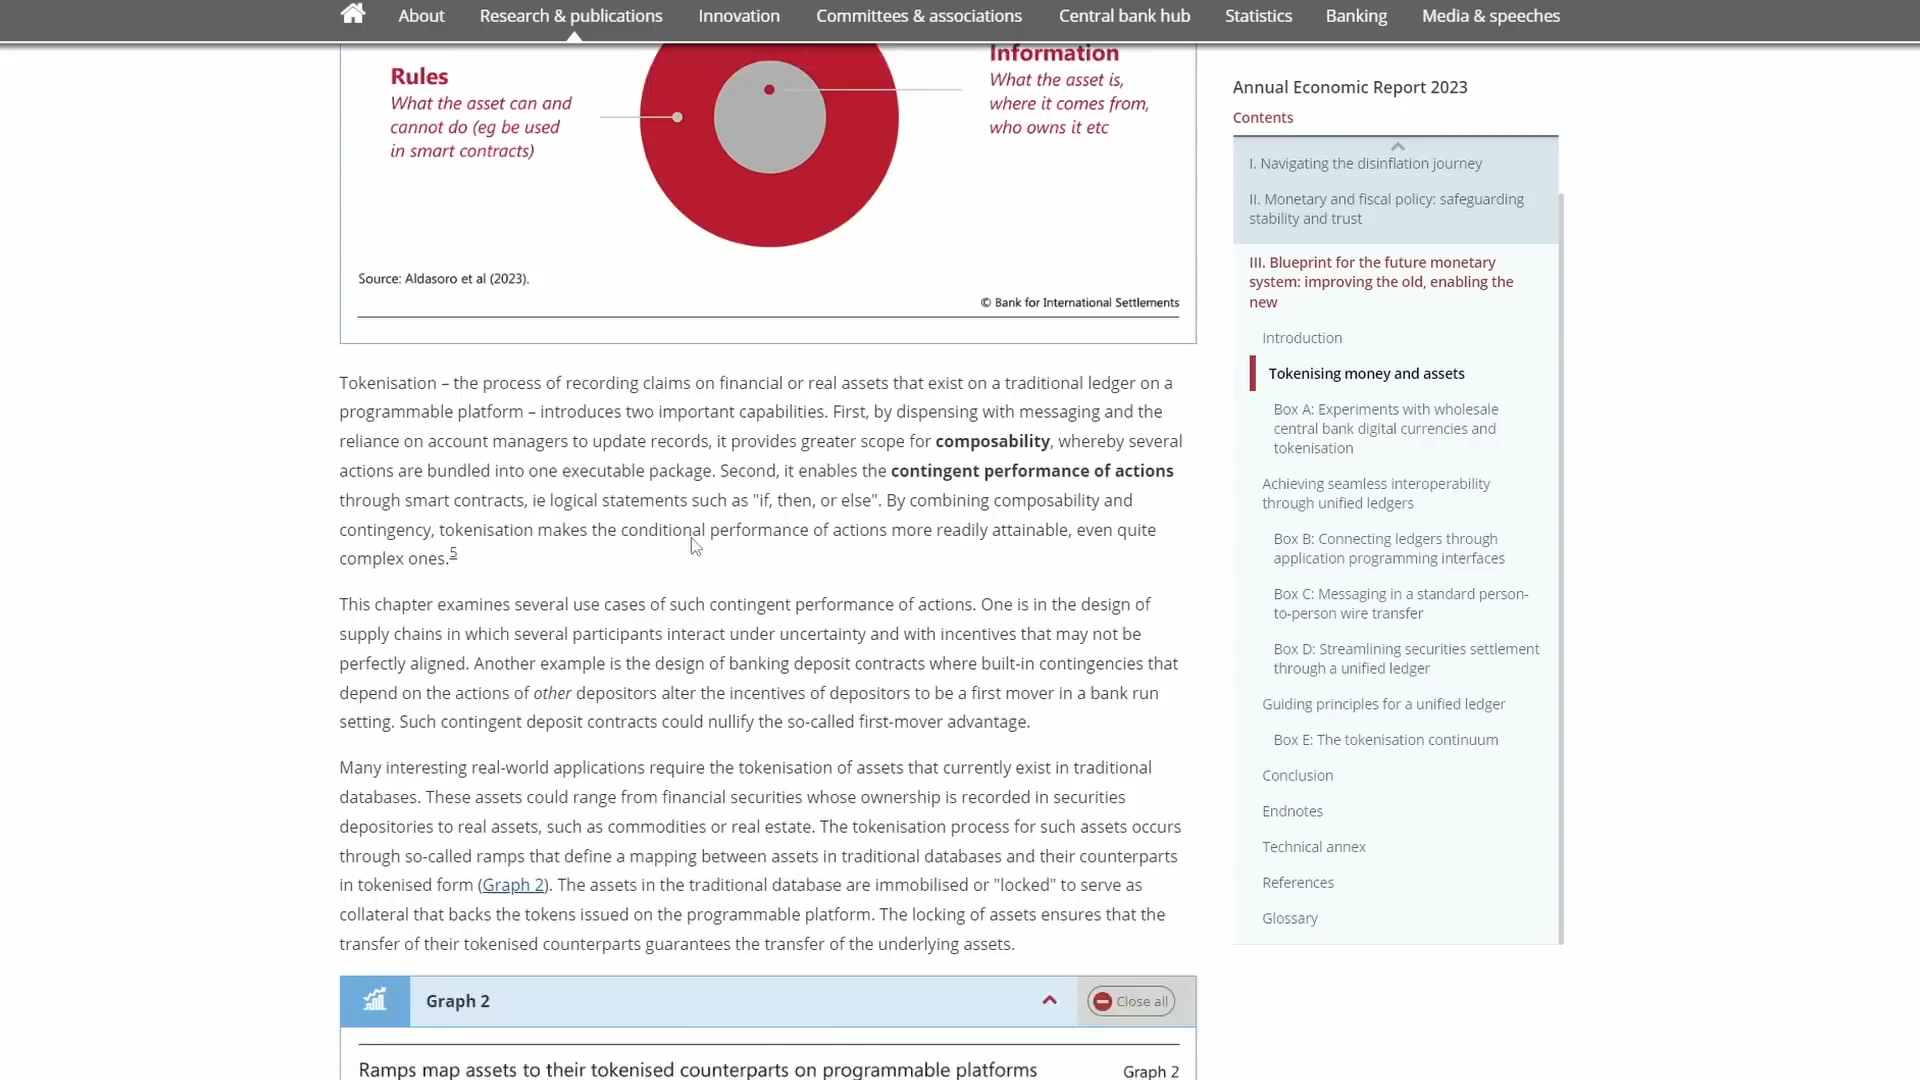 About Research & publications Innovation Committees & associations Central bank hub Statistics Banking Media & speeches
Rules
What the asset can and
cannot do (eg be used
in smart contracts)
Information
What the asset is,
where it comes from,
who owns it etc
Source: Aldasoro et al (2023).
© Bank for International Settlements
Tokenisation – the process of recording claims on financial or real assets that exist on a traditional ledger on a
programmable platform – introduces two important capabilities. First, by dispensing with messaging and the
reliance on account managers to update records, it provides greater scope for composability, whereby several
actions are bundled into one executable package. Second, it enables the contingent performance of actions
through smart contracts, ie logical statements such as "if, then, or else". By combining composability and
contingency, tokenisation makes the conditional performance of actions more readily attainable, even quite
complex ones.5
This chapter examines several use cases of such contingent performance of actions. One is in the design of
supply chains in which several participants interact under uncertainty and with incentives that may not be
perfectly aligned. Another example is the design of banking deposit contracts where built-in contingencies that
depend on the actions of other depositors alter the incentives of depositors to be a first mover in a bank run
setting. Such contingent deposit contracts could nullify the so-called first-mover advantage.
Many interesting real-world applications require the tokenisation of assets that currently exist in traditional
databases. These assets could range from financial securities whose ownership is recorded in securities
depositories to real assets, such as commodities or real estate. The tokenisation process for such assets occurs
through so-called ramps that define a mapping between assets in traditional databases and their counterparts
in tokenised form (Graph 2). The assets in the traditional database are immobilised or "locked" to serve as
collateral that backs the tokens issued on the programmable platform. The locking of assets ensures that the
transfer of their tokenised counterparts guarantees the transfer of the underlying assets.
Graph 2
Close all
Ramps map assets to their tokenised counterparts on programmable platforms
Graph 2
Annual Economic Report 2023
Contents
I. Navigating the disinflation journey
II. Monetary and fiscal policy: safeguarding
stability and trust
III. Blueprint for the future monetary
system: improving the old, enabling the
new
Introduction
Tokenising money and assets
Box A: Experiments with wholesale
central bank digital currencies and
tokenisation
Achieving seamless interoperability
through unified ledgers
Box B: Connecting ledgers through
application programming interfaces
Box C: Messaging in a standard person-
to-person wire transfer
Box D: Streamlining securities settlement
through a unified ledger
Guiding principles for a unified ledger
Box E: The tokenisation continuum
Conclusion
Endnotes
Technical annex
References
Glossary